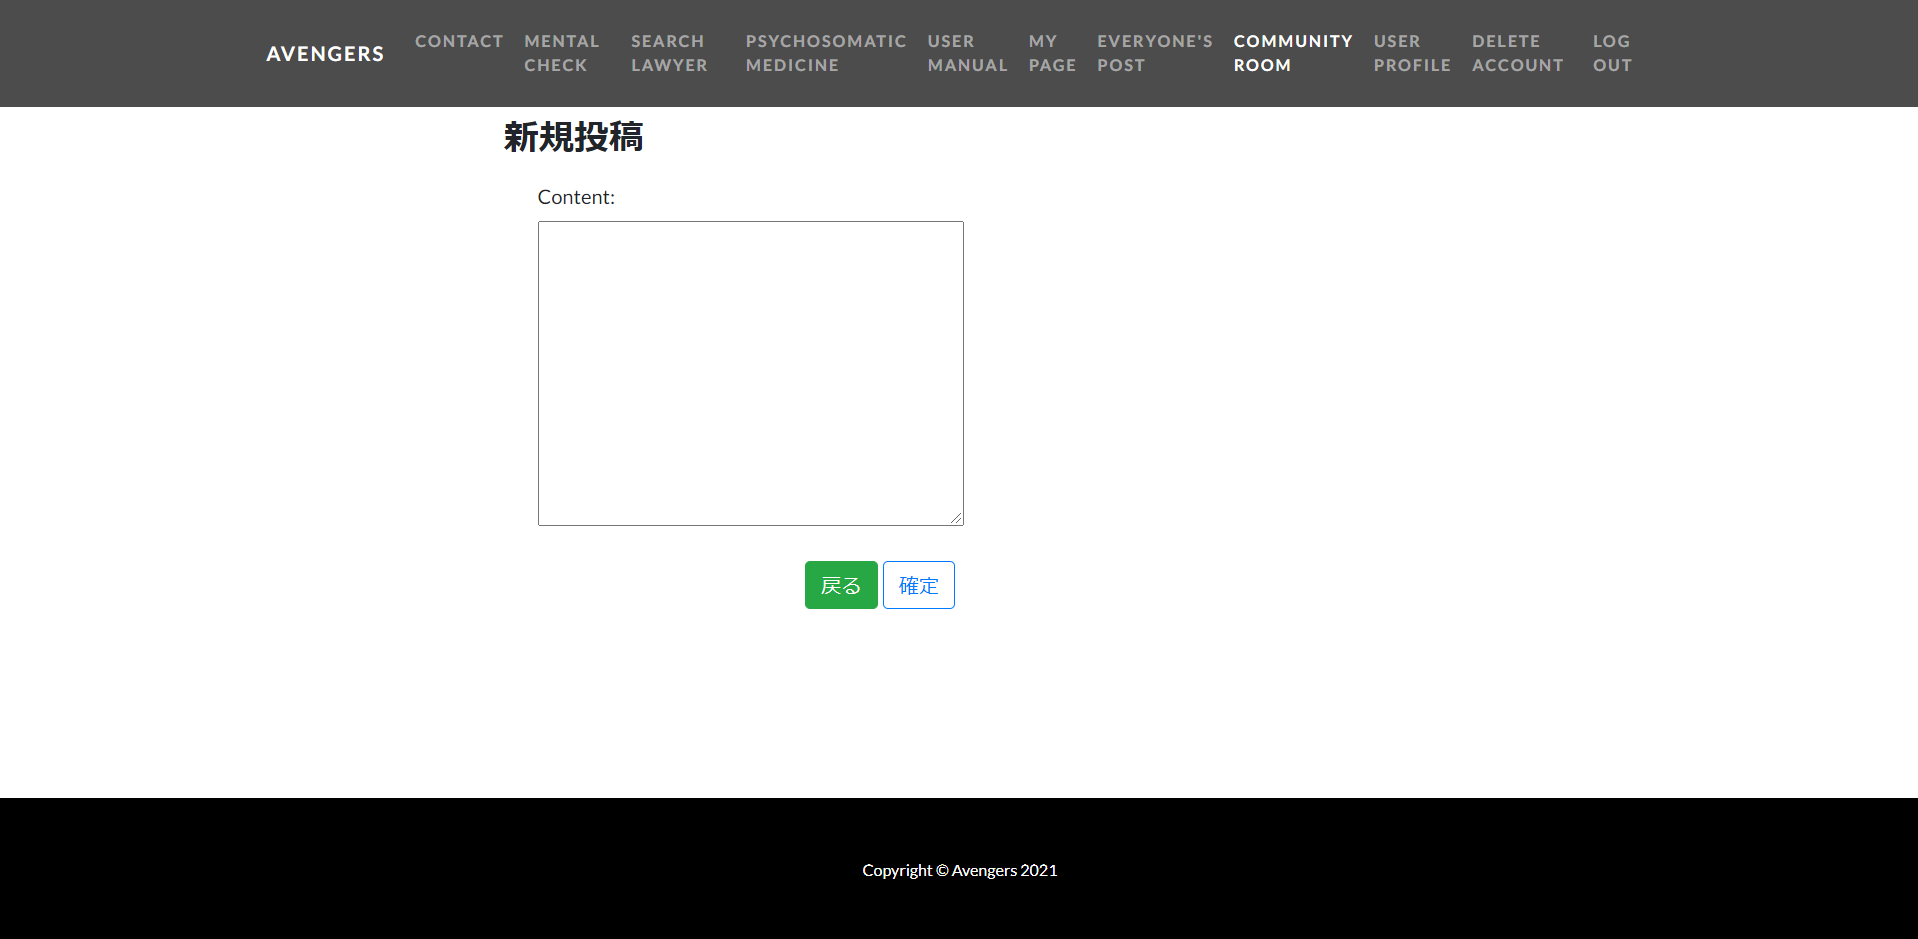 AVENGERS
CONTACT
MENTAL
CHECK
SEARCH
LAWYER
PSYCHOSOMATIC
MEDICINE
USER
MANUAL
MY
PAGE
EVERYONE'S
POST
COMMUNITY
ROOM
USER
PROFILE
DELETE
ACCOUNT
LOG
OUT
新規投稿
Content:
戻る 確定
Copyright © Avengers 2021